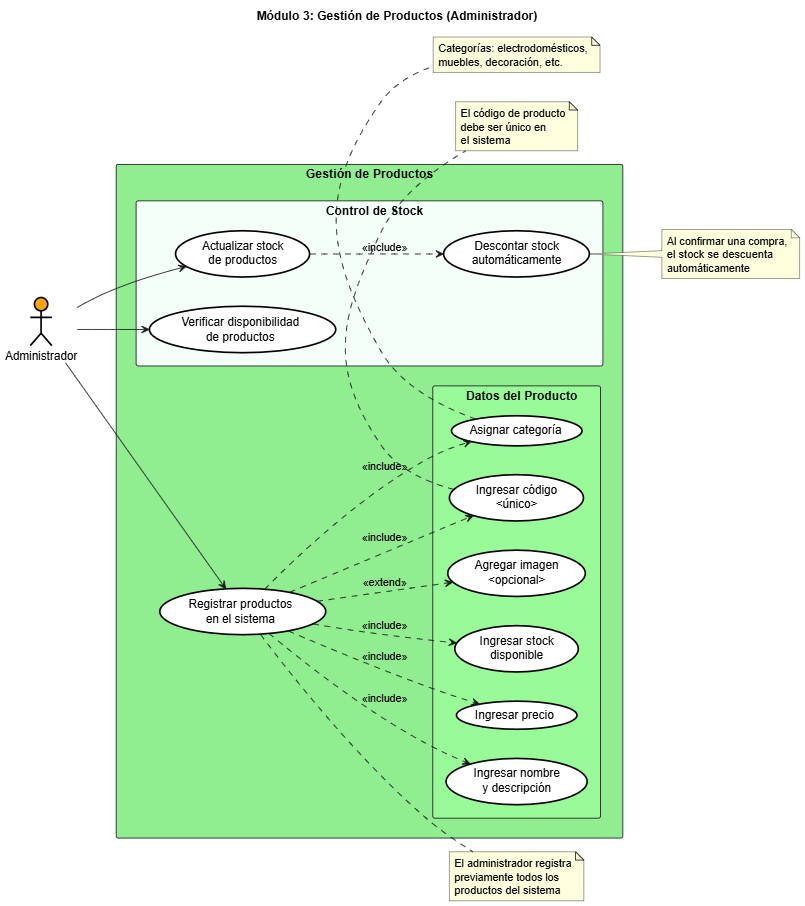 Módulo 3: Gestión de Productos (Administrador)
Categorías: electrodomésticos,
muebles, decoración, etc.
El código de producto
debe ser único en
el sistema
Gestión de Productos
Control de Stock
Actualizar stock
de productos
«include»
Descontar stock
automáticamente
Al confirmar una compra,
el stock se descuenta
automáticamente
Verificar disponibilidad
de productos
Administrador
Datos del Producto
Asignar categoría
«include»
Ingresar código
<único>
«include»
Agregar imagen
<opcional>
«extend»
Registrar productos
en el sistema
«include»
Ingresar stock
disponible
«include»
Ingresar precio
«include»
Ingresar nombre
y descripción
El administrador registra
previamente todos los
productos del sistema